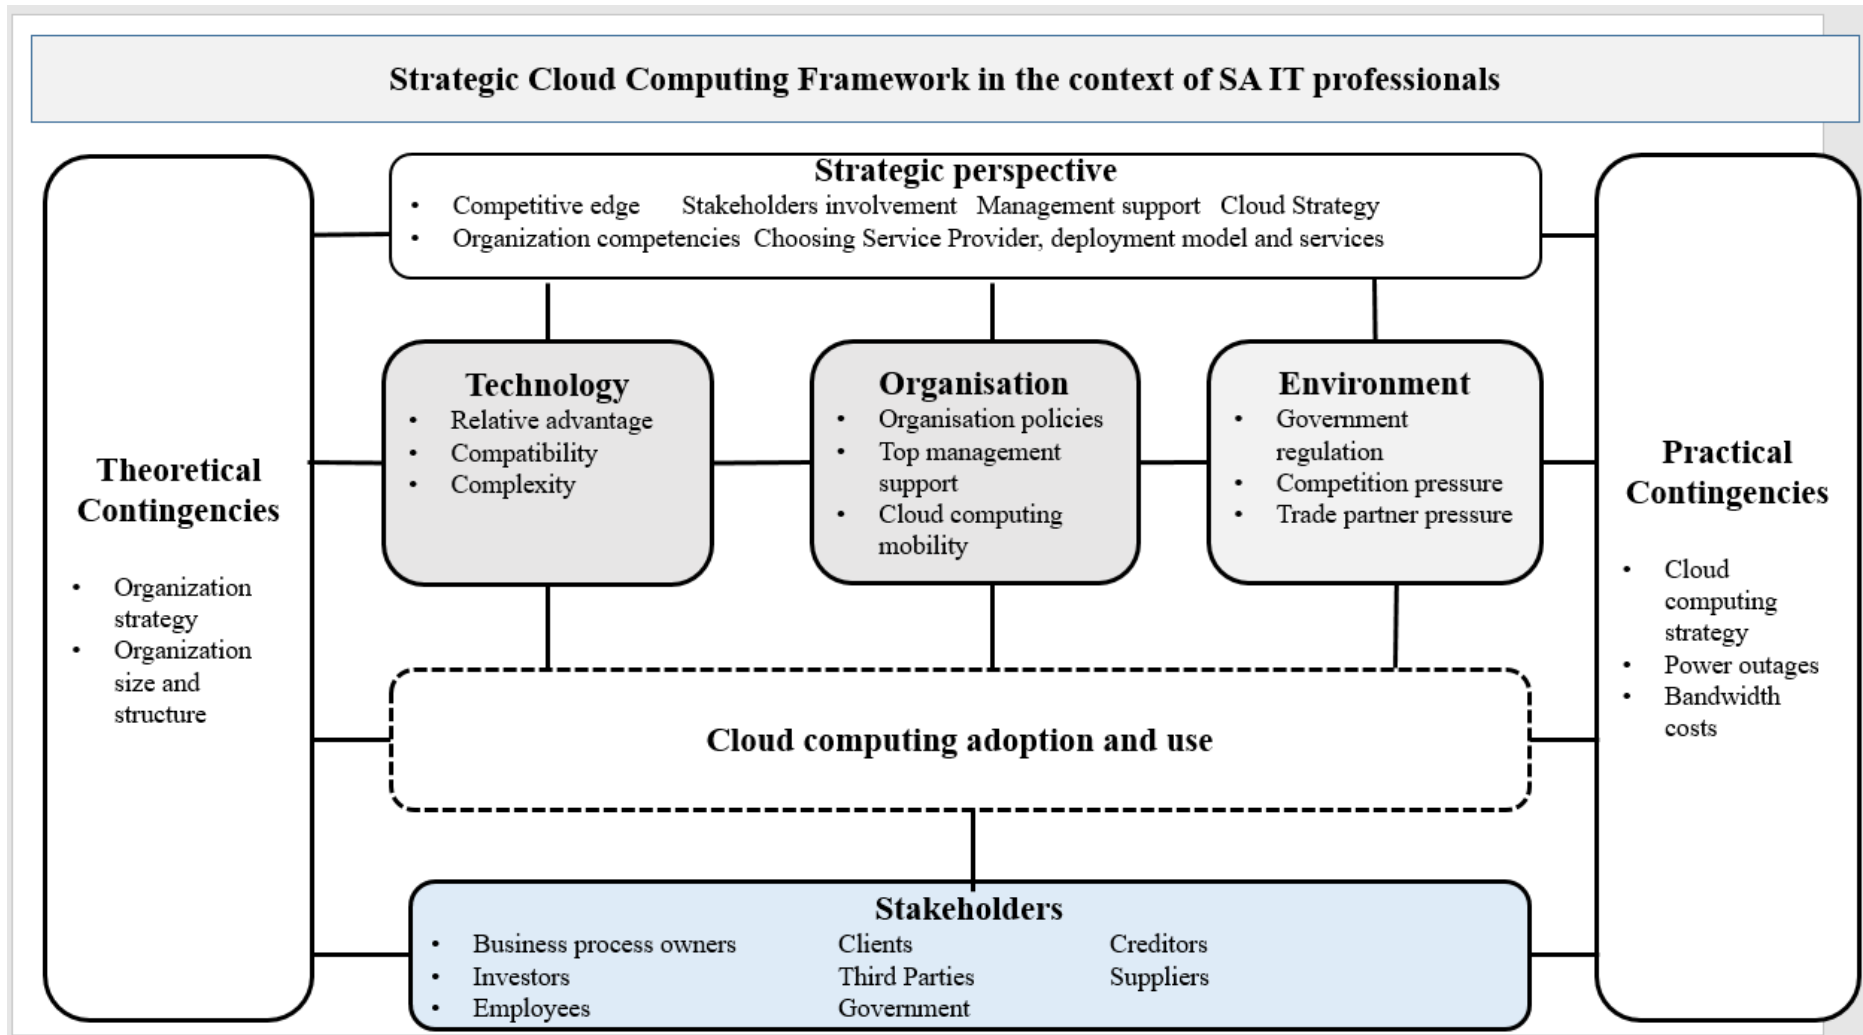 Strategic Cloud Computing Framework in the context of SA IT professionals
Strategic perspective
• Competitive edge Stakeholders involvement Management support Cloud Strategy
• Organization competencies Choosing Service Provider, deployment model and services
Theoretical
Contingencies
• Organization
strategy
• Organization
size and
structure
Technology
• Relative advantage
• Compatibility
• Complexity
Organisation
• Organisation policies
• Top management
support
• Cloud computing
mobility
Environment
• Government
regulation
• Competition pressure
• Trade partner pressure
Practical
Contingencies
• Cloud
computing
strategy
• Power outages
• Bandwidth
costs
Cloud computing adoption and use
Stakeholders
• Business process owners Clients Creditors
• Investors Third Parties Suppliers
• Employees Government